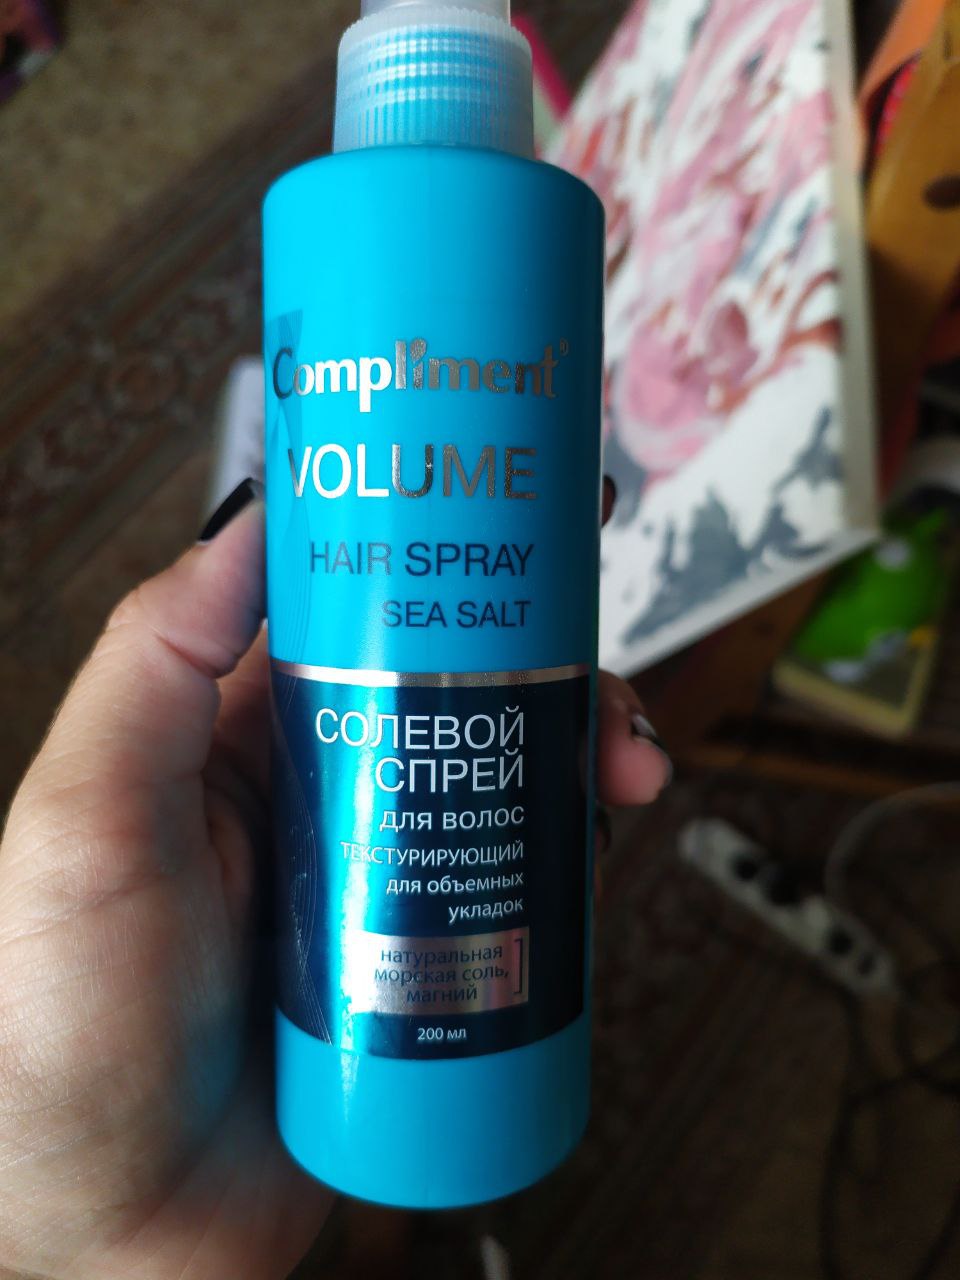 Compliment®
VOLUME
HAIR SPRAY
SEA SALT
СОЛЕВОЙ
СПРЕЙ
для волос
ТЕКСТУРИРУЮЩИЙ
для объемных
укладок
натуральная
морская соль,
магний
200 мл